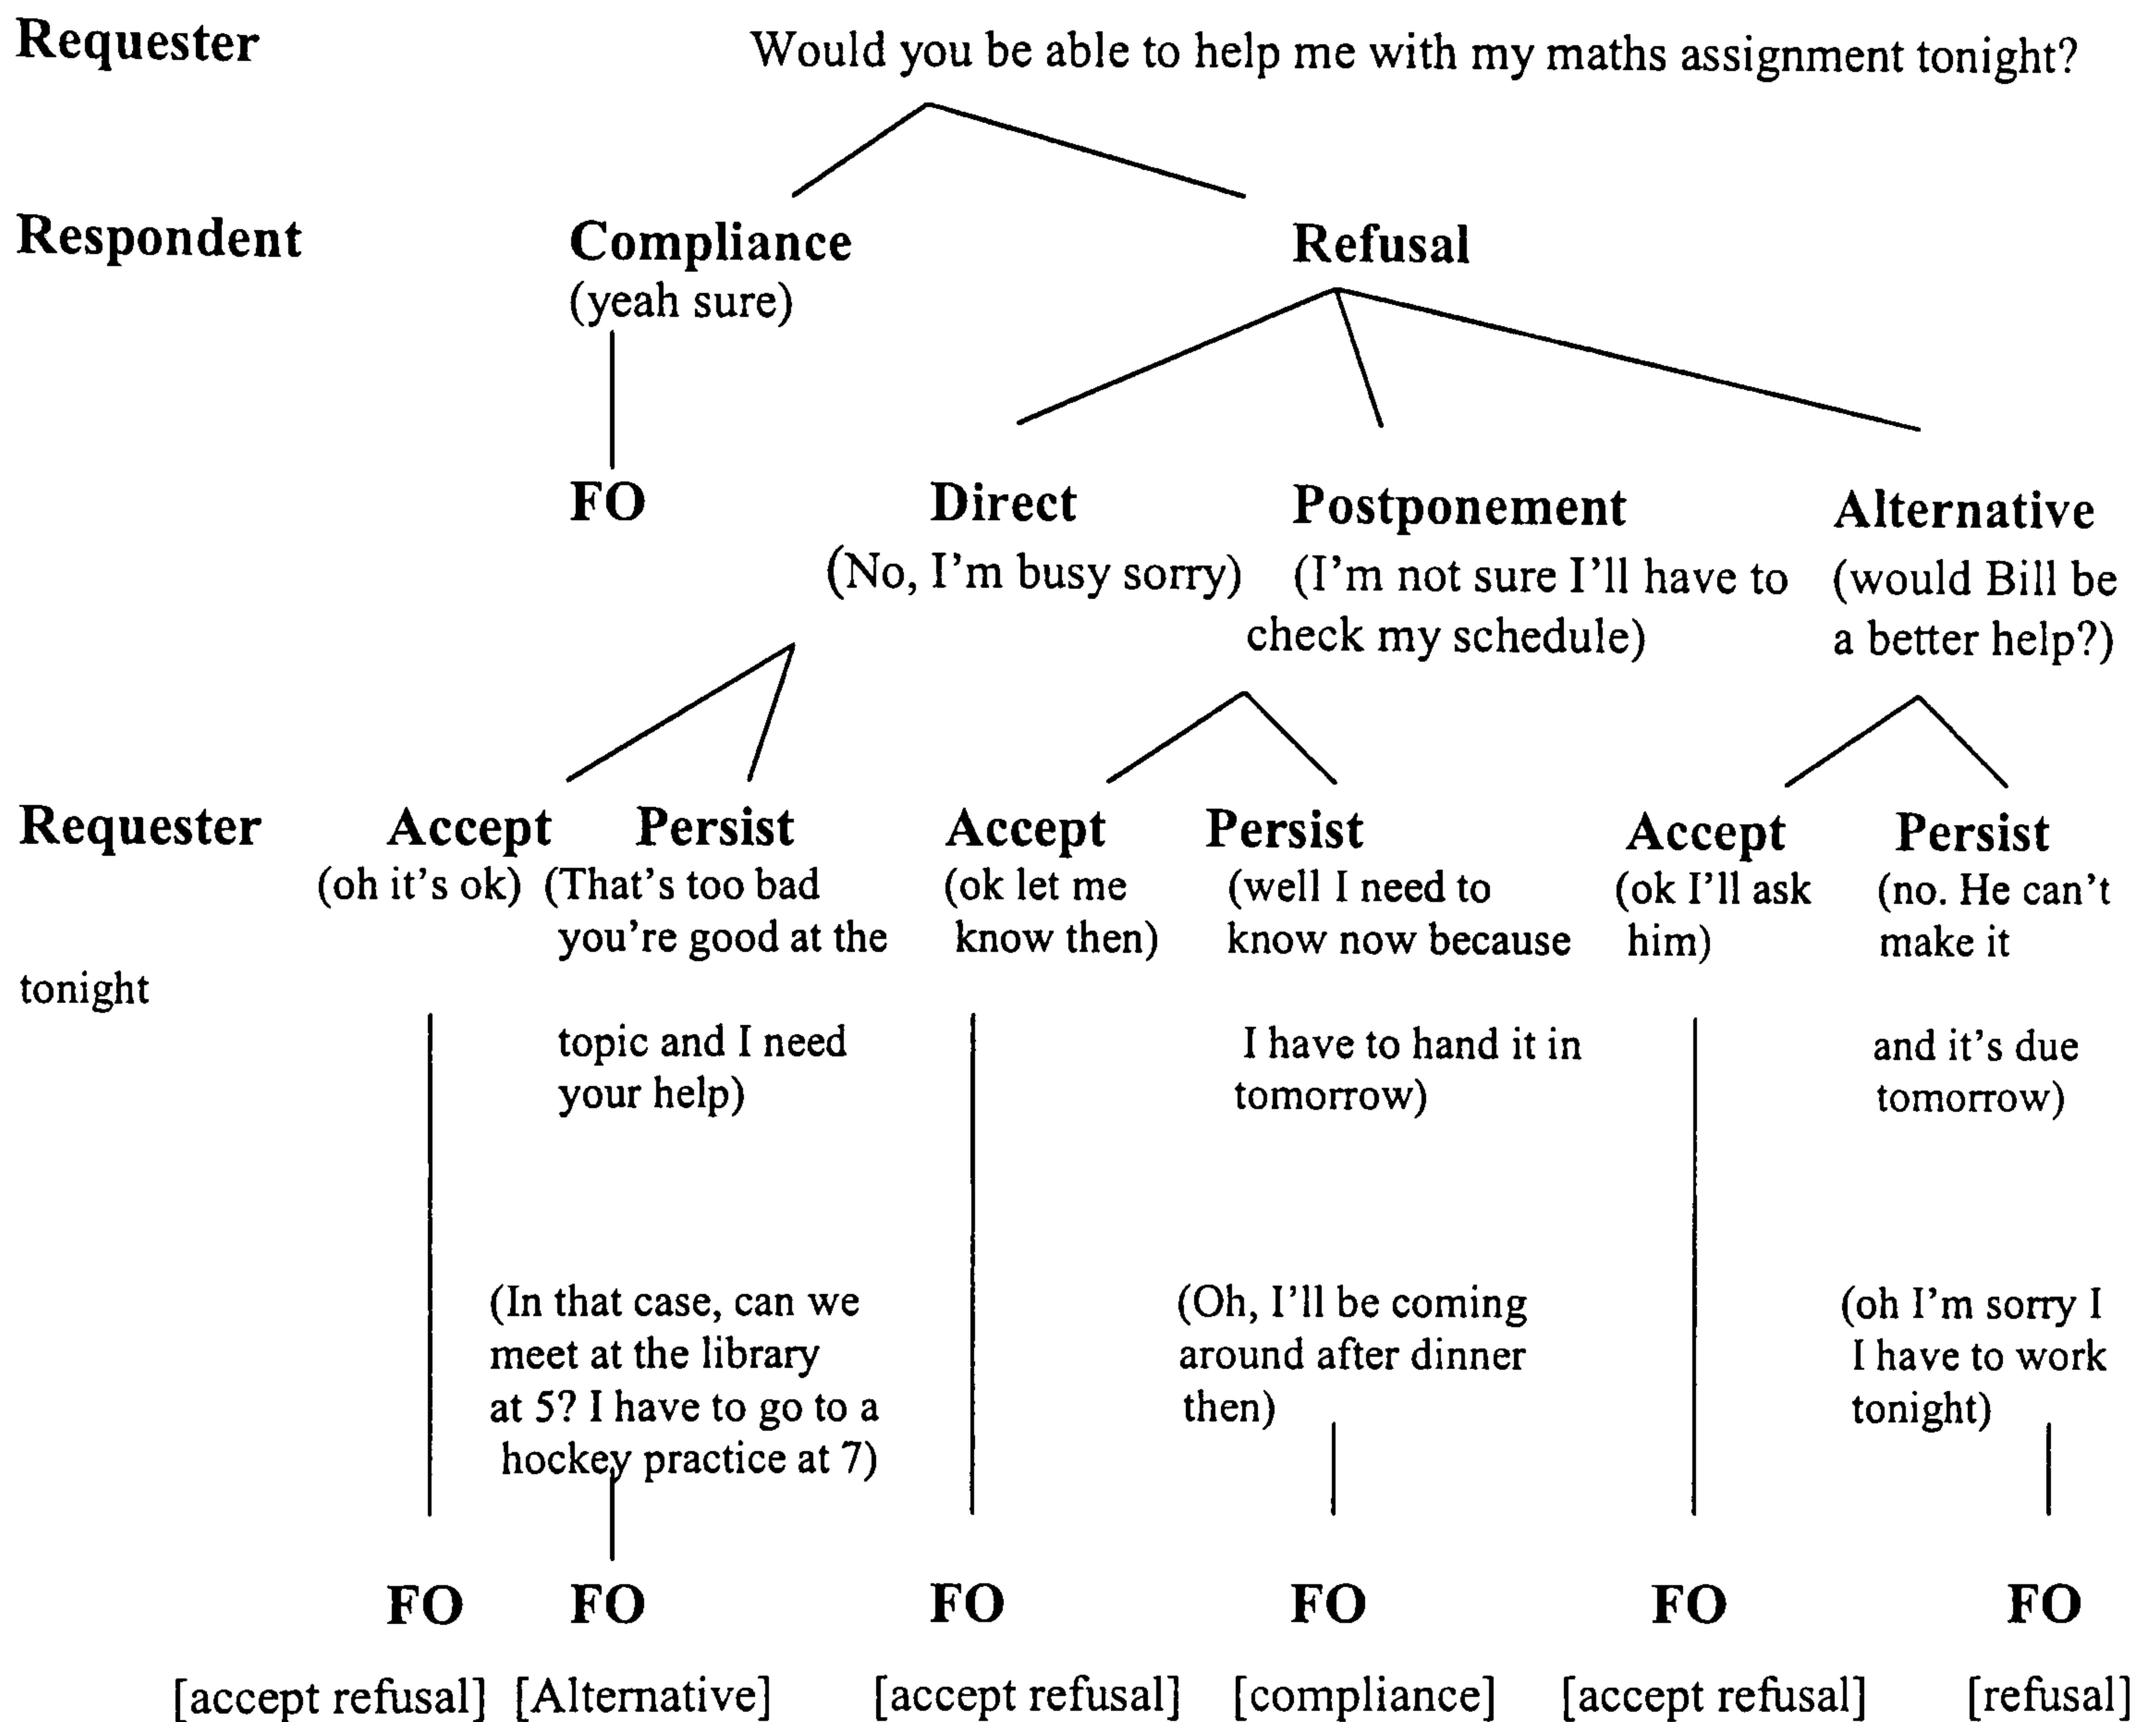 Requester Would you be able to help me with my maths assignment tonight?
Respondent Compliance Refusal
(yeah sure)
FO Direct Postponement Alternative
(No, I'm busy sorry) (I'm not sure I'll have to (would Bill be
check my schedule) a better help?)
Requester Accept Persist Accept Persist Accept Persist
(oh it's ok) (That's too bad (ok let me (well I need to (ok I'll ask (no. He can't
you're good at the know then) know now because him) make it
tonight
topic and I need I have to hand it in and it's due
your help) tomorrow) tomorrow)
(In that case, can we (Oh, I'll be coming (oh I'm sorry I
meet at the library around after dinner I have to work
at 5? I have to go to a then) tonight)
hockey practice at 7)
FO FO FO FO FO FO
[accept refusal] [Alternative] [accept refusal] [compliance] [accept refusal] [refusal]